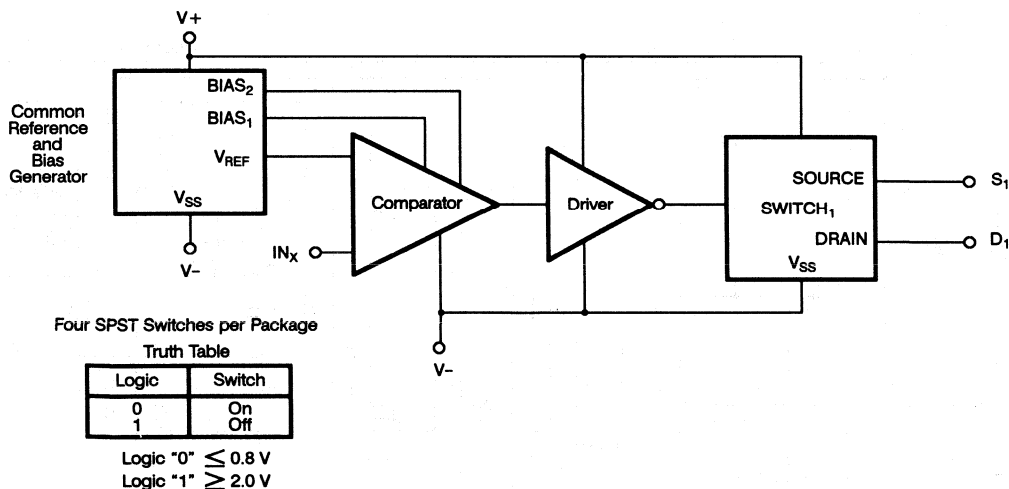 V+
Common
Reference
and
Bias
Generator
BIAS2
BIAS1
VREF
VSS
V–
INX
Comparator
Driver
SOURCE
SWITCH1
DRAIN
VSS
S1
D1
V–
Four SPST Switches per Package
Truth Table
Logic Switch
0 On
1 Off
Logic "0" ≤ 0.8 V
Logic "1" ≥ 2.0 V